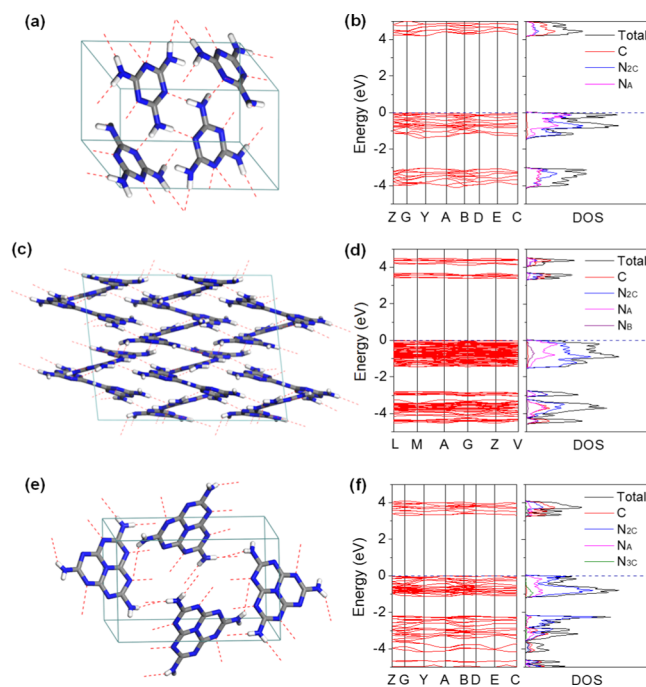 (a)
(b)
Energy (eV)
4
2
0
-2
-4
Z G Y A B D E C
DOS
Total
C
N2C
NA
(c)
(d)
Energy (eV)
4
2
0
-2
-4
L M A G Z V
DOS
Total
C
N2C
NA
NB
(e)
(f)
Energy (eV)
4
2
0
-2
-4
Z G Y A B D E C
DOS
Total
C
N2C
NA
N3C